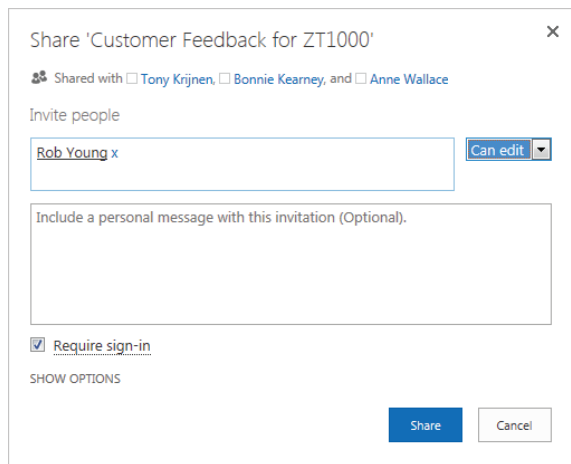 Share 'Customer Feedback for ZT1000'
Shared with Tony Krijnen, Bonnie Kearney, and Anne Wallace
Invite people
Rob Young x
Can edit
Include a personal message with this invitation (Optional).
Require sign-in
SHOW OPTIONS
Share Cancel